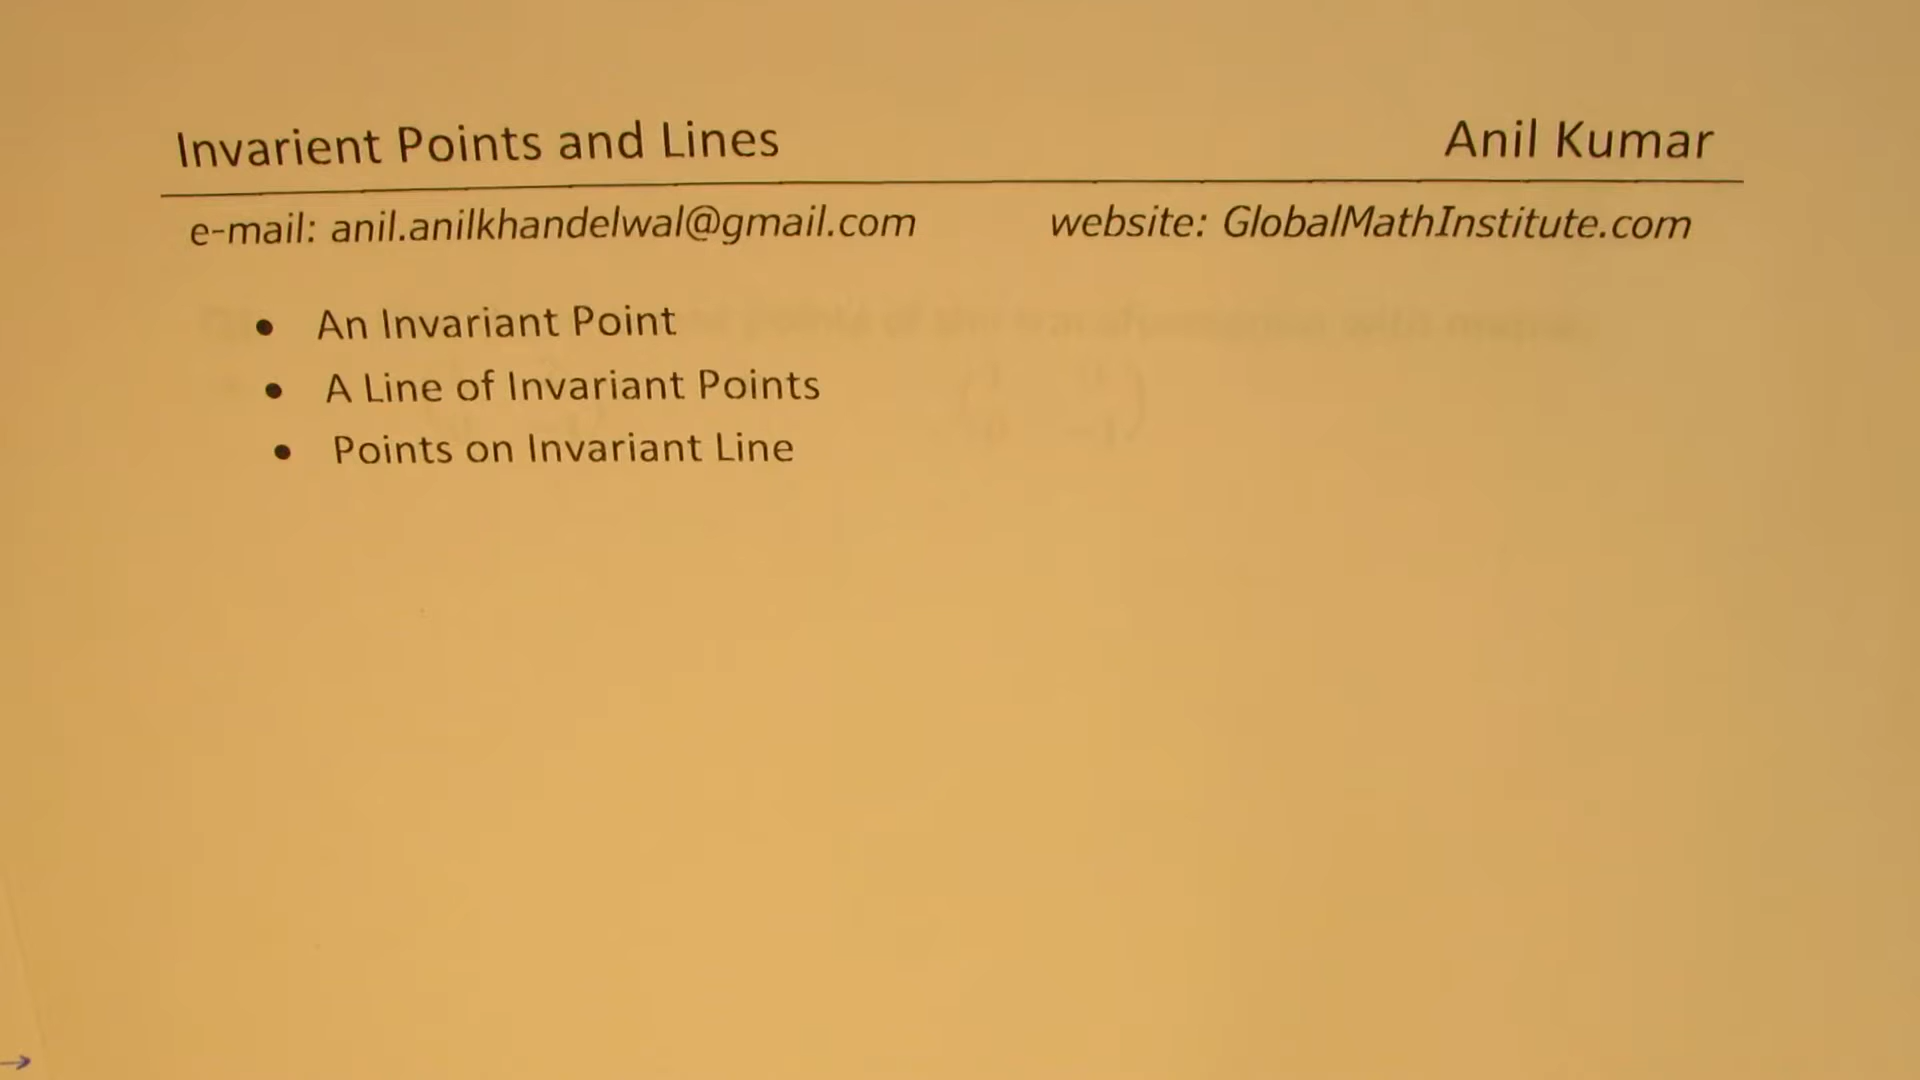 Invarient Points and Lines Anil Kumar
e-mail: anil.anilkhandelwal@gmail.com website: GlobalMathInstitute.com
• An Invariant Point
• A Line of Invariant Points
• Points on Invariant Line